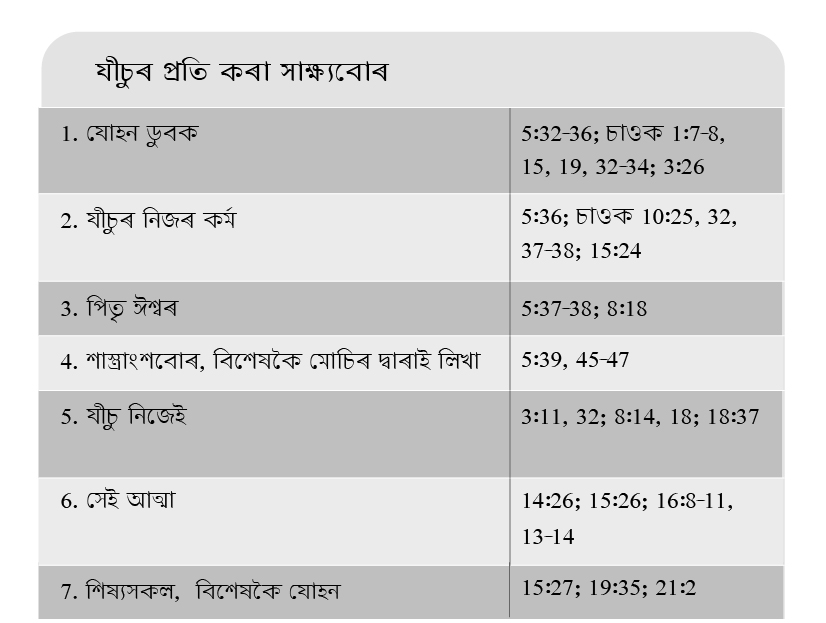 যীচুৰ প্ৰতি কৰা সাক্ষ্যবোৰ
1. যোহন ডুবক
5:32-36; চাওক 1:7-8,
15, 19, 32-34; 3:26
2. যীচুৰ নিজৰ কৰ্ম
5:36; চাওক 10:25, 32,
37-38; 15:24
3. পিতৃ ঈশ্বৰ
5:37-38; 8:18
4. শাস্ত্ৰাংশবোৰ, বিশেষকৈ মোচিৰ দ্বাৰাই লিখা
5:39, 45-47
5. যীচু নিজেই
3:11, 32; 8:14, 18; 18:37
6. সেই আত্মা
14:26; 15:26; 16:8-11,
13-14
7. শিষ্যসকল, বিশেষকৈ যোহন
15:27; 19:35; 21:2